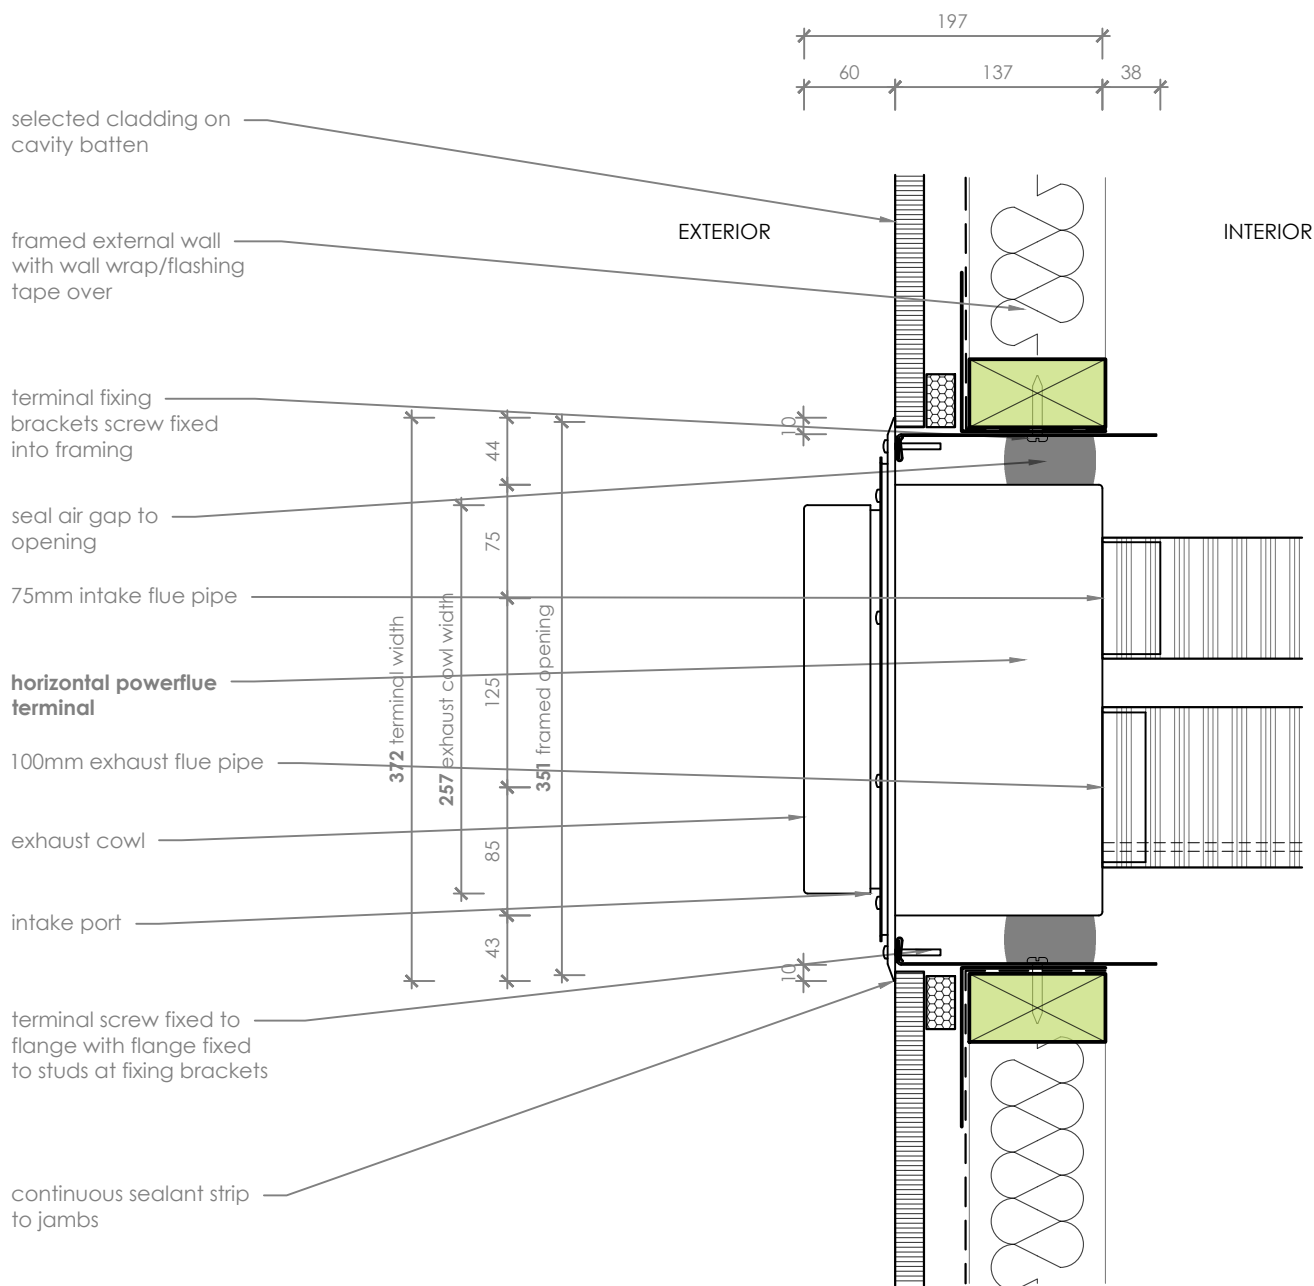 197
60
137
38
selected cladding on
cavity batten
EXTERIOR
INTERIOR
framed external wall
with wall wrap/flashing
tape over
terminal fixing
brackets screw fixed
into framing
10
44
seal air gap to
opening
75
75mm intake flue pipe
372 terminal width
257 exhaust cowl width
351 framed opening
horizontal powerflue
terminal
125
100mm exhaust flue pipe
exhaust cowl
85
intake port
43
10
terminal screw fixed to
flange with flange fixed
to studs at fixing brackets
continuous sealant strip
to jambs